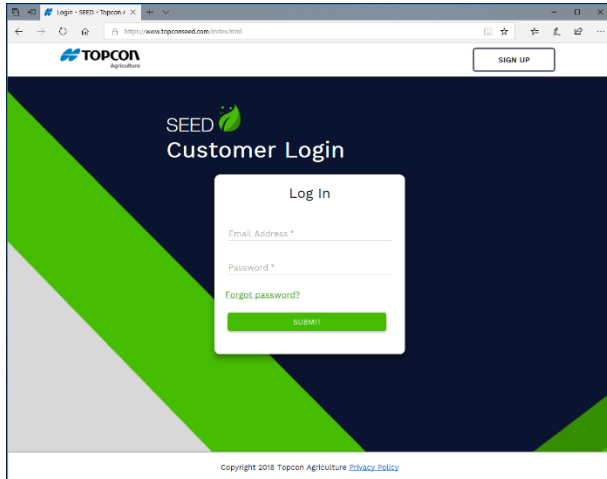 Login - SEED - Topcon
https://www.topconseed.com/index.html
TOPCON
Agriculture
SIGN UP
SEED
Customer Login
Log In
Email Address *
Password *
Forgot password?
SUBMIT
Copyright 2018 Topcon Agriculture Privacy Policy